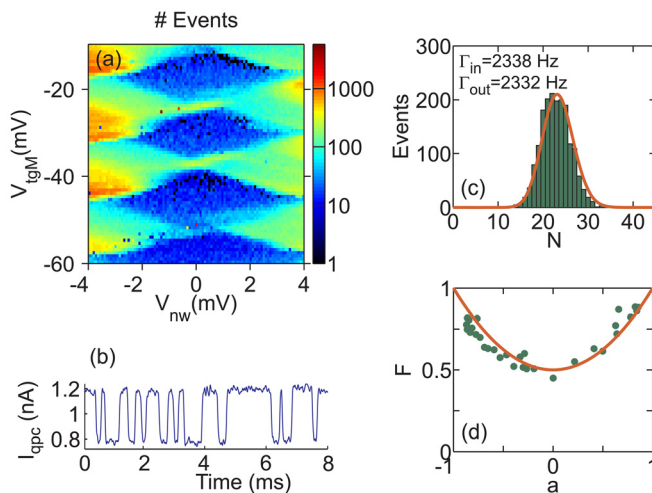 # Events
(a)
-20
-40
-60
V_tgM(mV)
-4 -2 0 2 4
V_nw(mV)
1000
100
10
1
(b)
1.2
1
0.8
I_qpc (nA)
0 2 4 6 8
Time (ms)
300
200
100
0
Events
Γ_in=2338 Hz
Γ_out=2332 Hz
(c)
0 10 20 30 40
N
1
0.5
0
F
(d)
-1 0 1
a